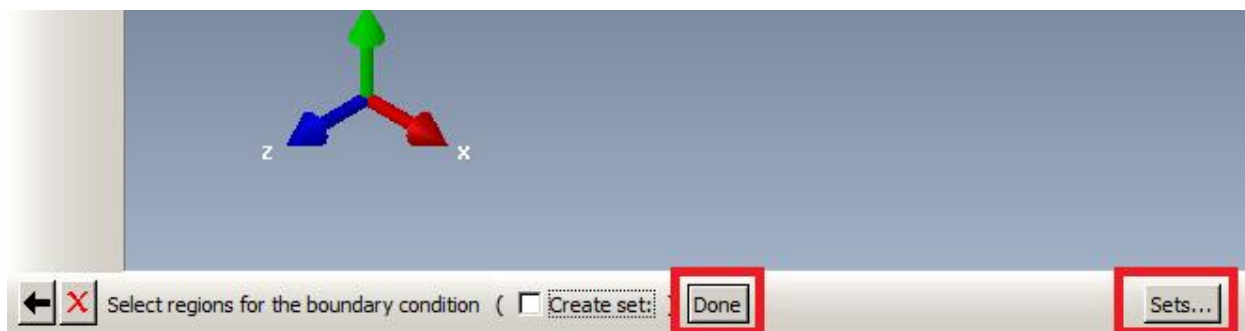 z x
Select regions for the boundary condition ( Create set: ) Done Sets...